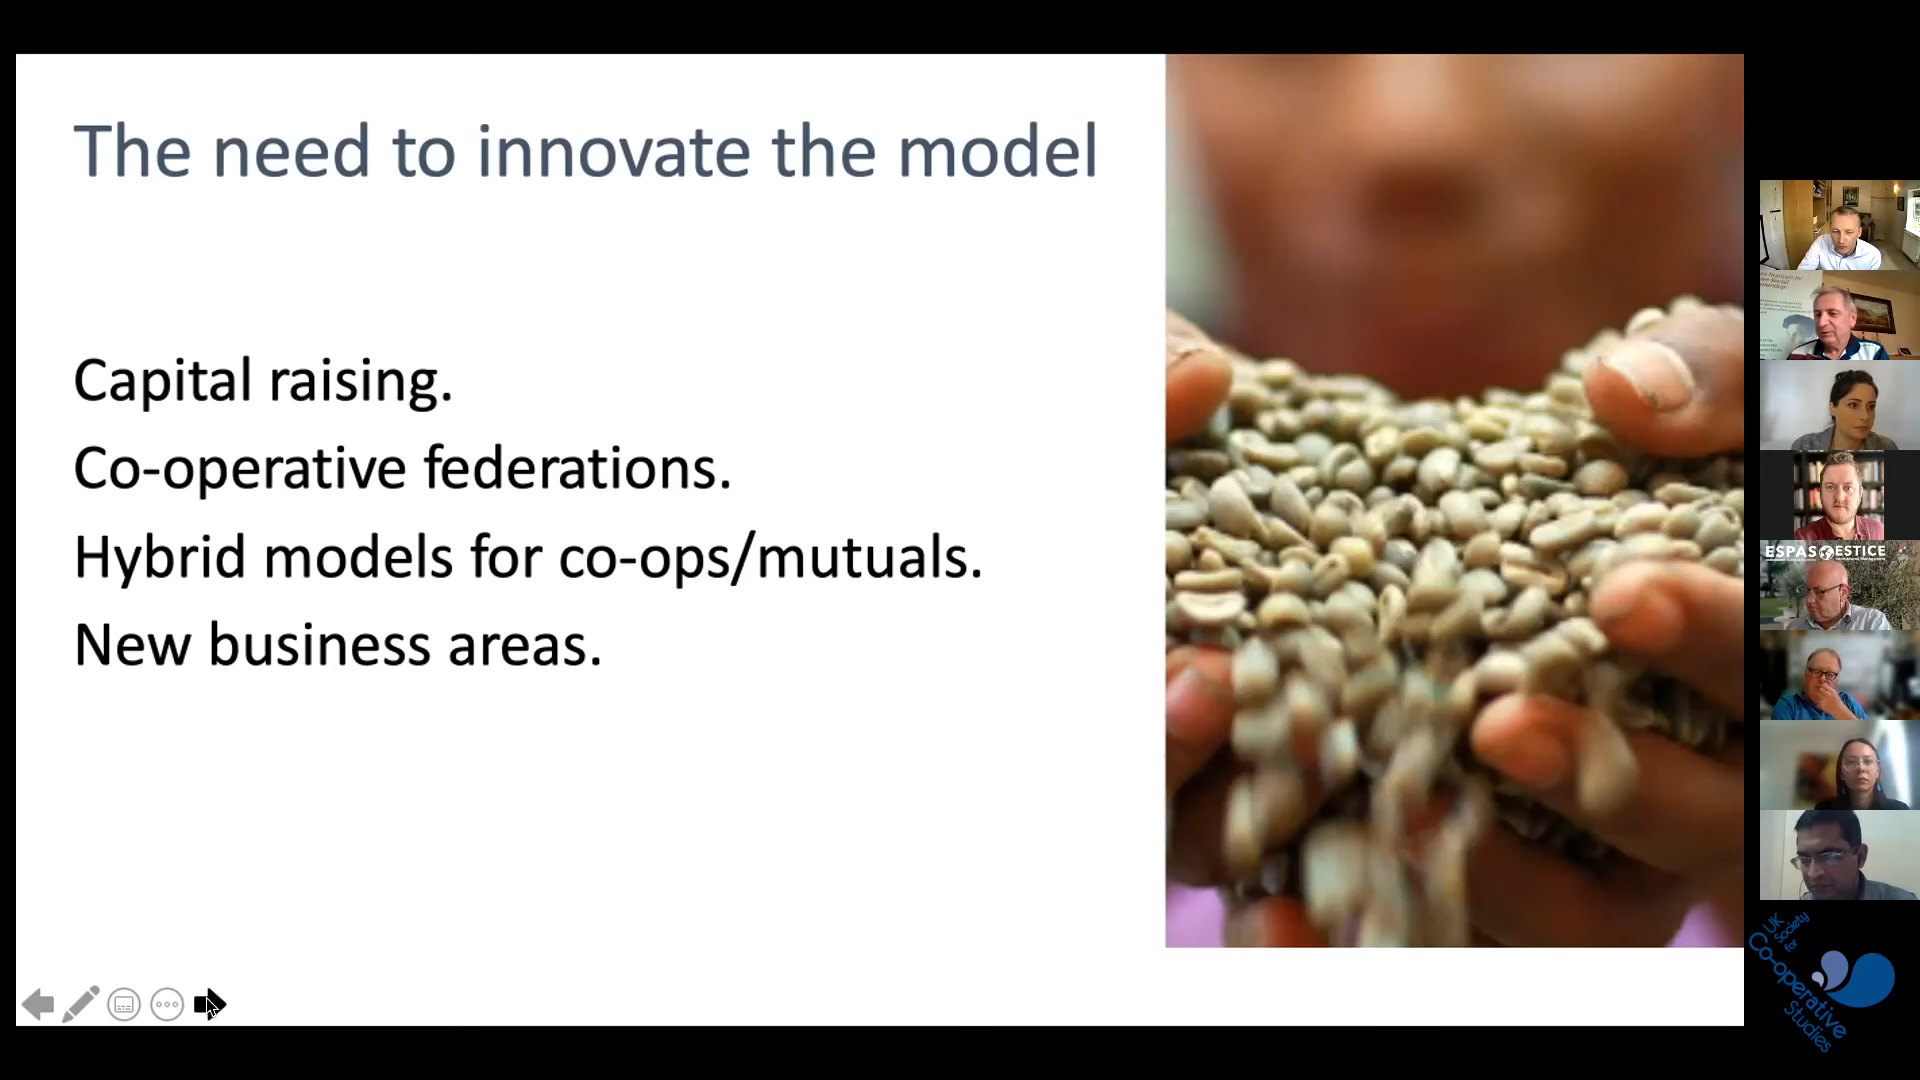 The need to innovate the model
Capital raising.
Co-operative federations.
Hybrid models for co-ops/mutuals.
New business areas.
ESPAS ESTICE
UK
Society
for
Co-operative
Studies